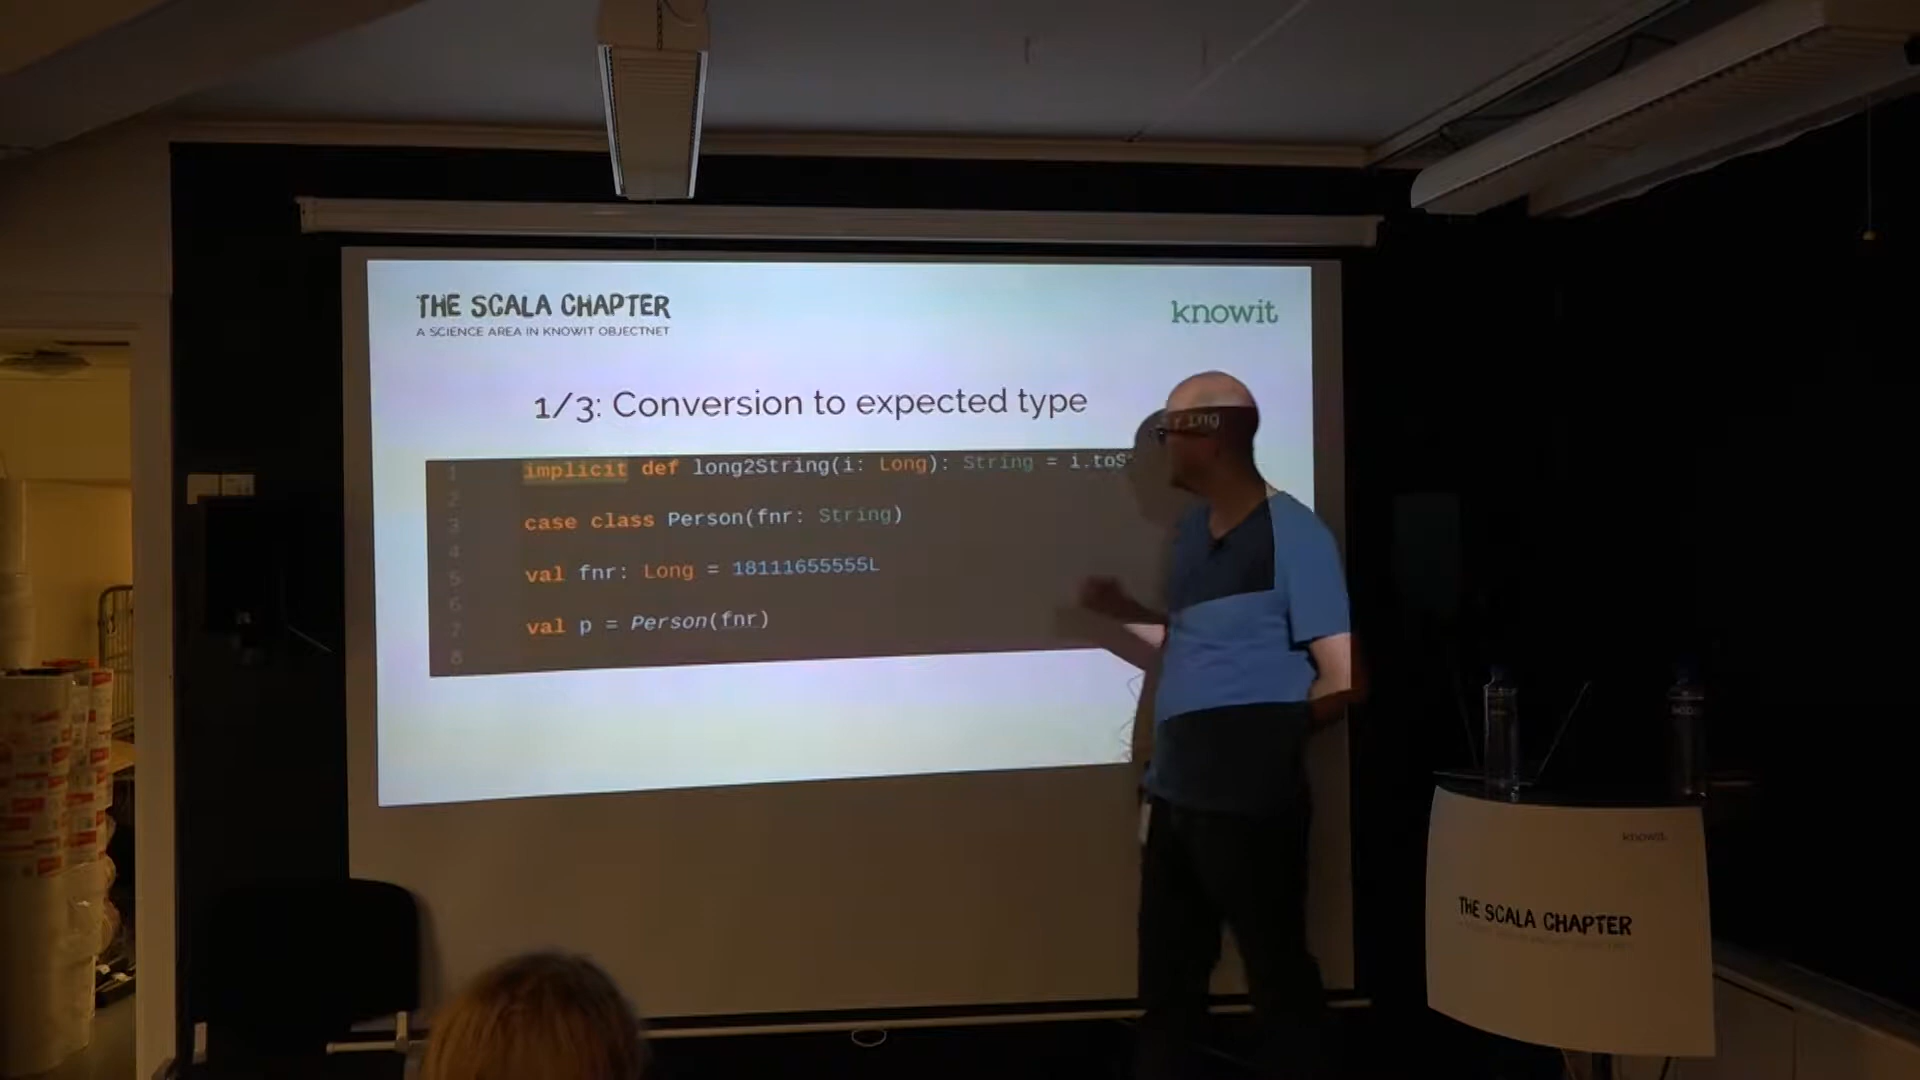 THE SCALA CHAPTER
A SCIENCE AREA IN KNOWIT OBJECTNET
knowit
1/3: Conversion to expected type
1 implicit def long2String(i: Long): String = i.toString
2
3 case class Person(fnr: String)
4
5 val fnr: Long = 18111655555L
6
7 val p = Person(fnr)
8
knowit
THE SCALA CHAPTER